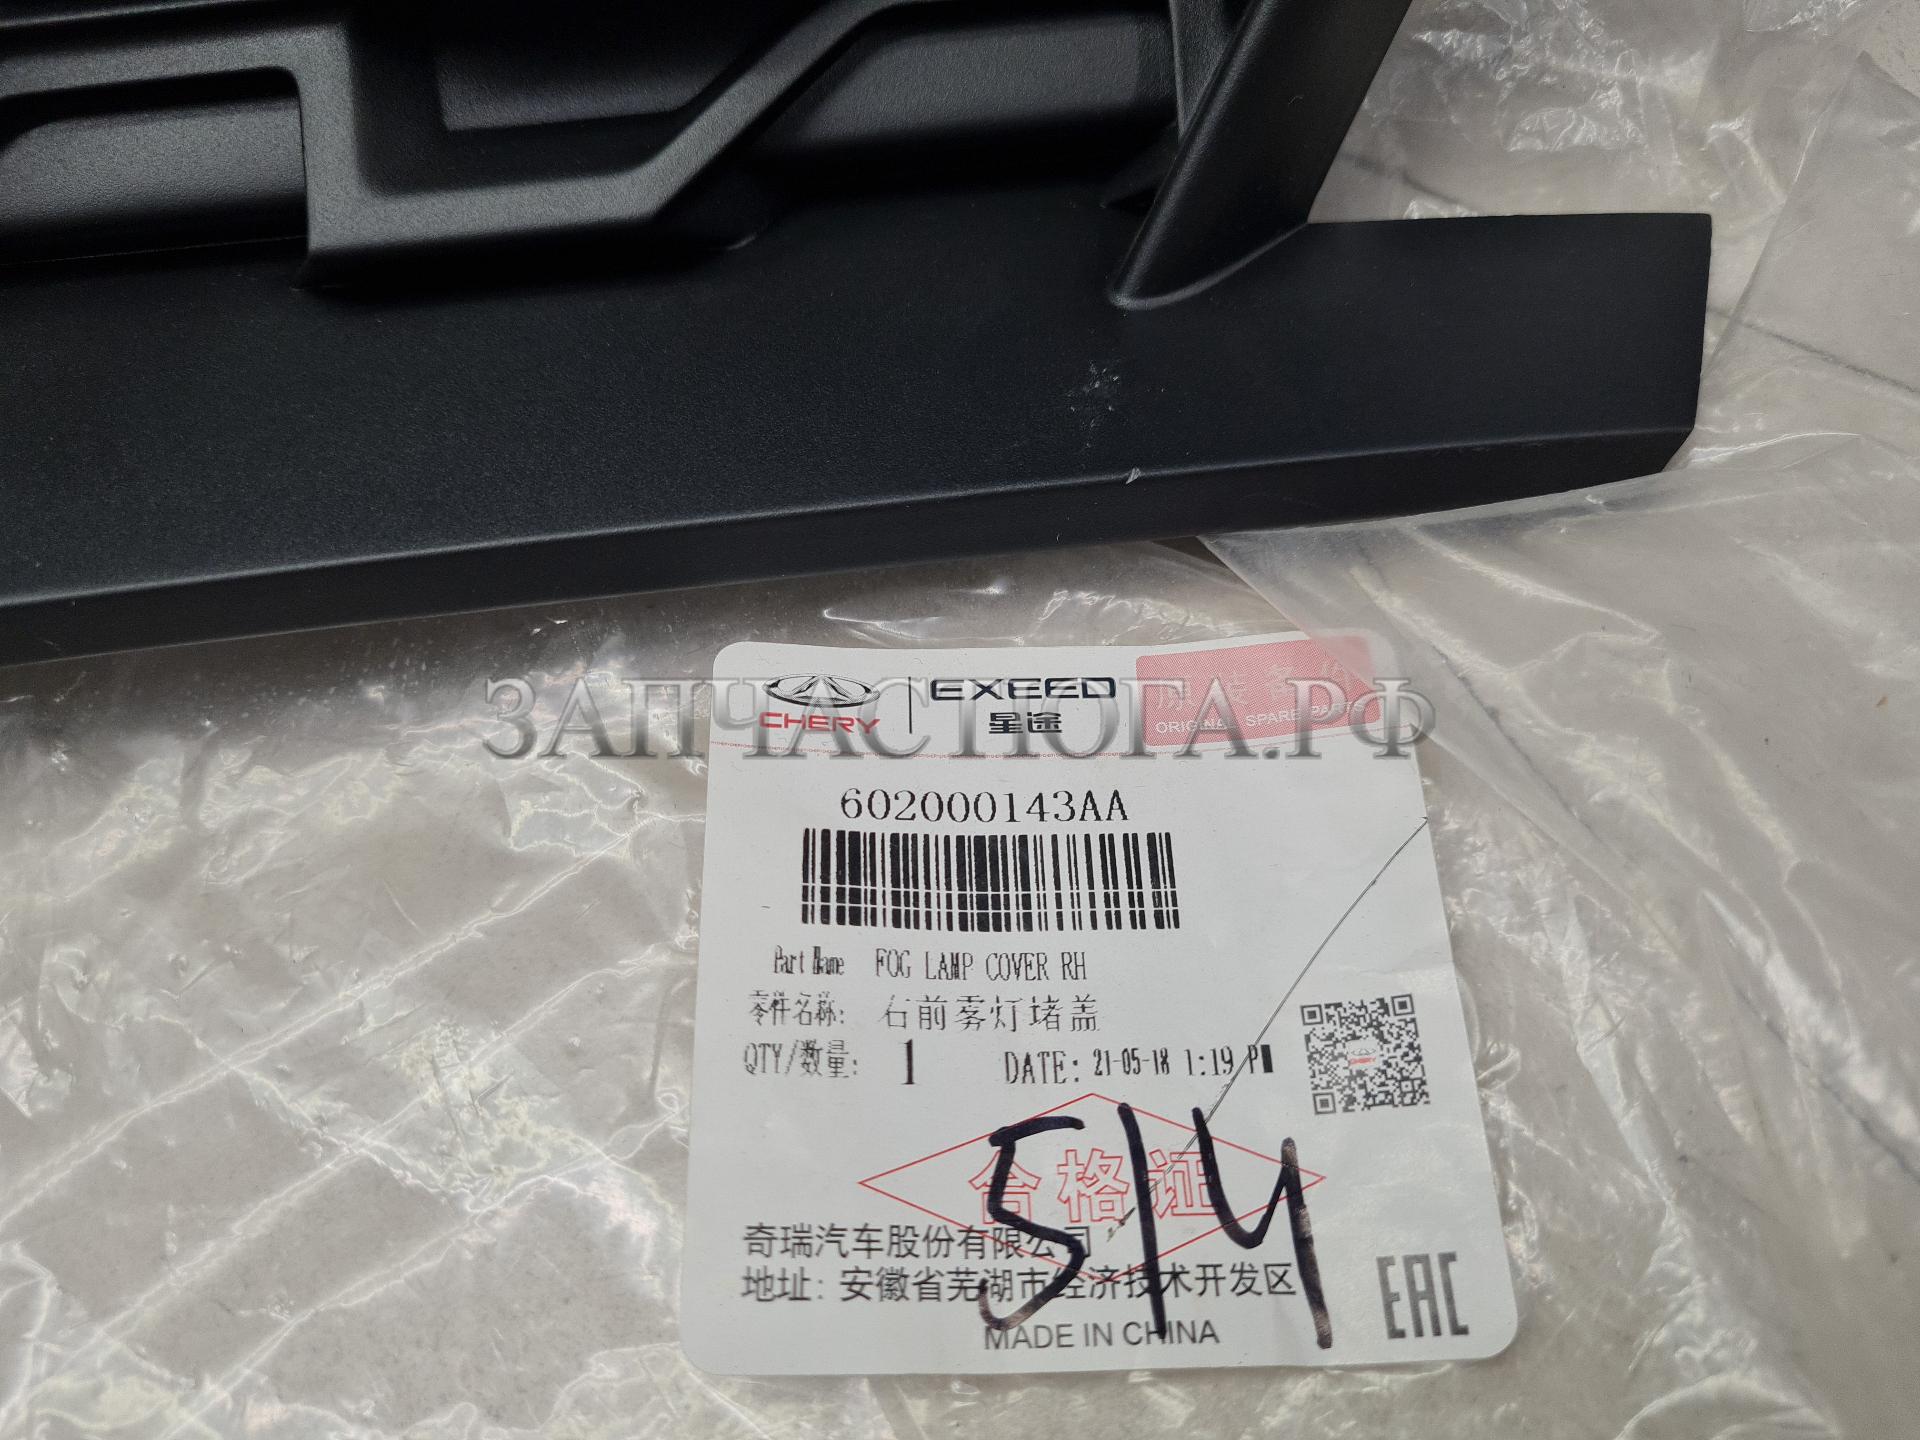 ЗАПЧАСТЮГА.РФ
CHERY
EXEED
星途
ORIGINAL SPARE PARTS
602000143AA
Part Name FOG LAMP COVER RH
零件名称: 右前雾灯堵盖
QTY/数量: 1 DATE: 21-05-18 1:19 PM
CHERY
合格证
514
奇瑞汽车股份有限公司
地址: 安徽省芜湖市经济技术开发区
MADE IN CHINA
EAC